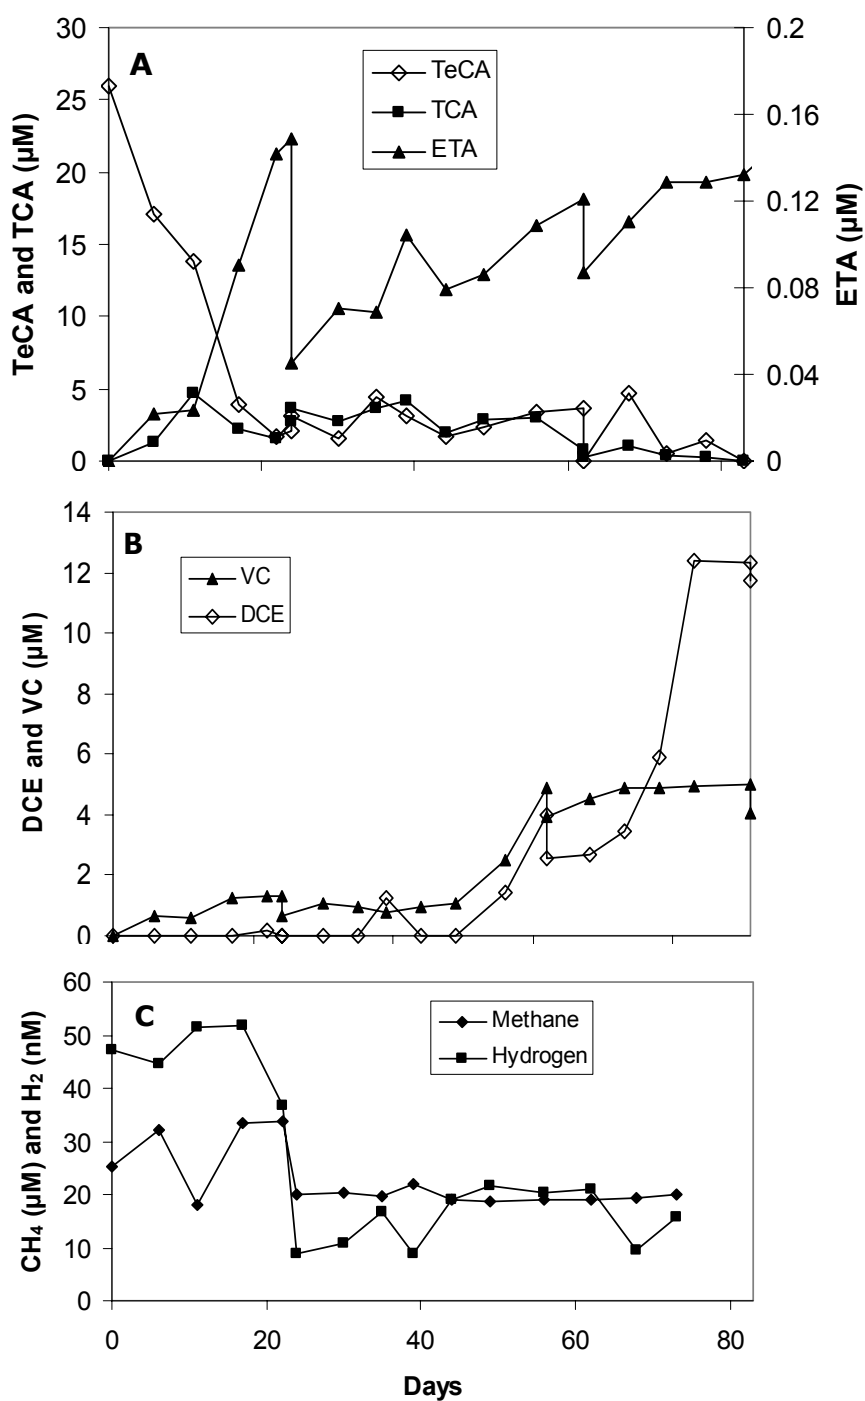 A
TeCA
TCA
ETA
30
25
20
15
10
5
0
TeCA and TCA (µM)
0.2
0.16
0.12
0.08
0.04
0
ETA (µM)
B
VC
DCE
14
12
10
8
6
4
2
0
DCE and VC (µM)
C
Methane
Hydrogen
60
50
40
30
20
10
0
CH₄ (µM) and H₂ (nM)
0 20 40 60 80
Days